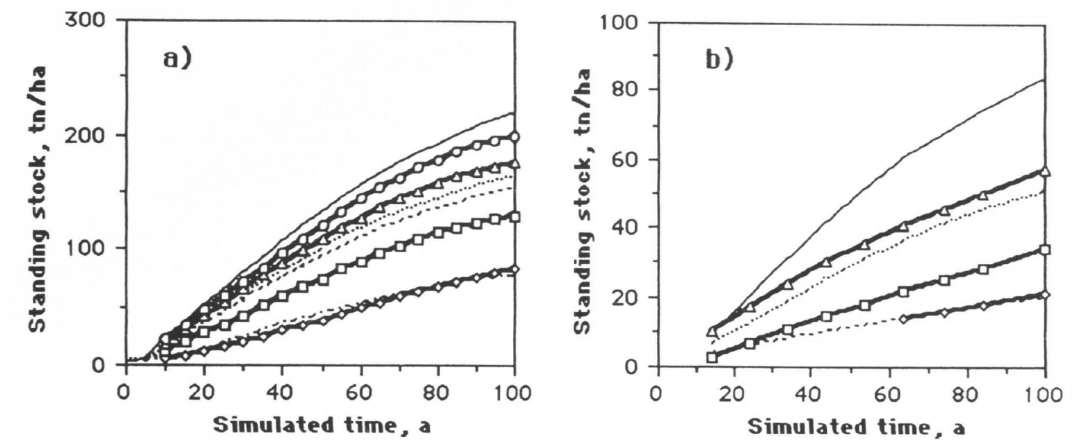 a)
Standing stock, tn/ha
300
200
100
0
0 20 40 60 80 100
Simulated time, a
b)
Standing stock, tn/ha
100
80
60
40
20
0
0 20 40 60 80 100
Simulated time, a